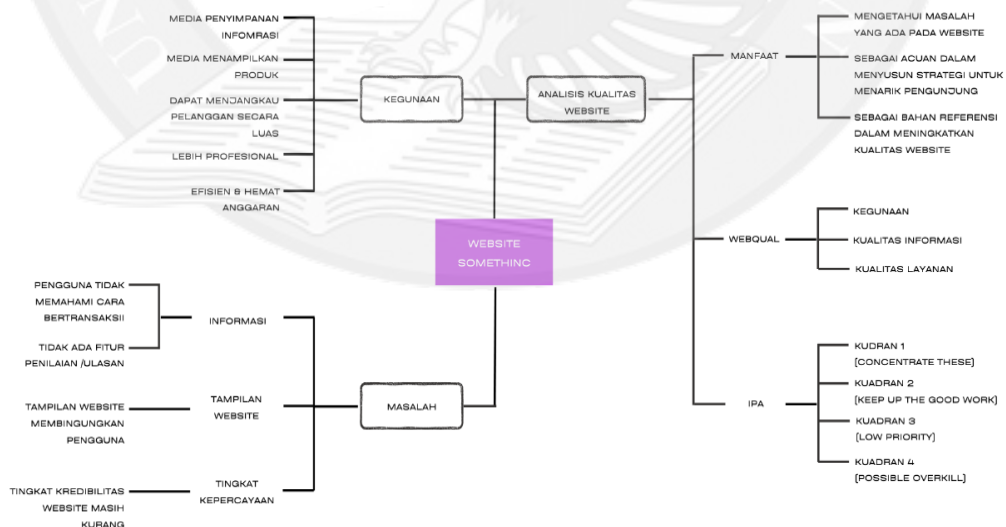 MEDIA PENYIMPANAN
INFOMRASI
MEDIA MENAMPILKAN
PRODUK
DAPAT MENJANGKAU
PELANGGAN SECARA
LUAS
LEBIH PROFESIONAL
EFISIEN & HEMAT
ANGGARAN
KEGUNAAN
ANALISIS KUALITAS
WEBSITE
MANFAAT
MENGETAHUI MASALAH
YANG ADA PADA WEBSITE
SEBAGAI ACUAN DALAM
MENYUSUN STRATEGI UNTUK
MENARIK PENGUNJUNG
SEBAGAI BAHAN REFERENSI
DALAM MENINGKATKAN
KUALITAS WEBSITE
WEBSITE
SOMETHINC
WEBQUAL
KEGUNAAN
KUALITAS INFORMASI
KUALITAS LAYANAN
PENGGUNA TIDAK
MEMAHAMI CARA
BERTRANSAKSII
TIDAK ADA FITUR
PENILAIAN /ULASAN
INFORMASI
TAMPILAN WEBSITE
MEMBINGUNGKAN
PENGGUNA
TAMPILAN
WEBSITE
MASALAH
TINGKAT KREDIBILITAS
WEBSITE MASIH
KURANG
TINGKAT
KEPERCAYAAN
IPA
KUDRAN 1
(CONCENTRATE THESE)
KUADRAN 2
(KEEP UP THE GOOD WORK)
KUADRAN 3
(LOW PRIORITY)
KUADRAN 4
(POSSIBLE OVERKILL)